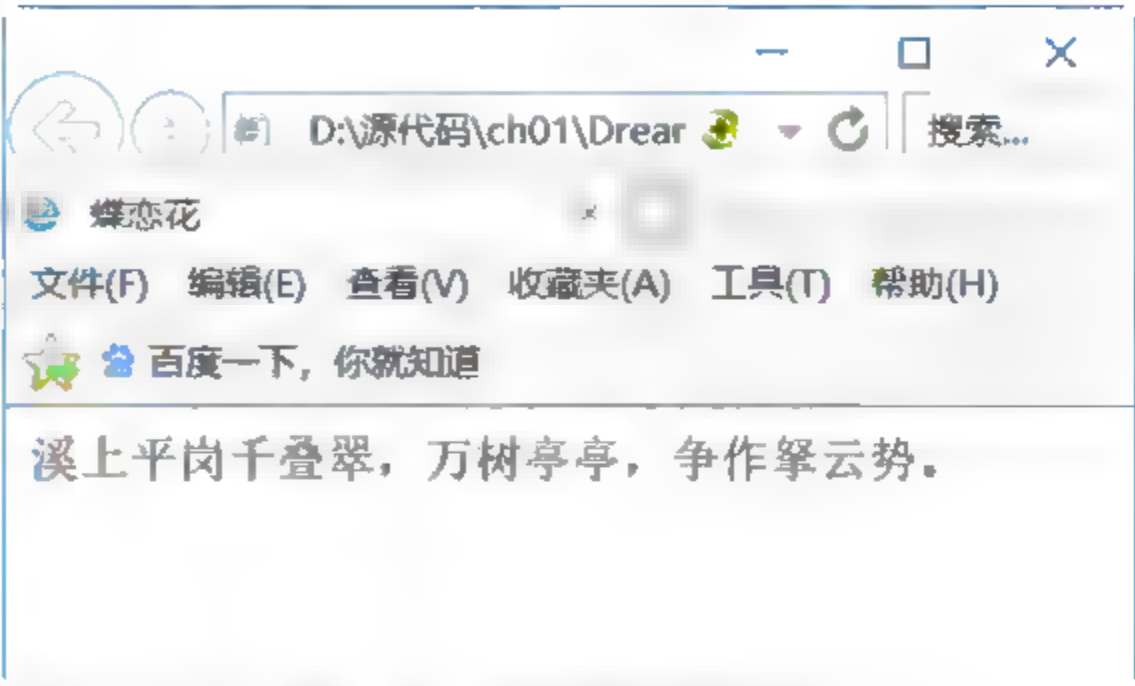 D:\源代码\ch01\Drear 搜索...
蝶恋花
文件(F) 编辑(E) 查看(V) 收藏夹(A) 工具(T) 帮助(H)
百度一下，你就知道
溪上平岗千叠翠，万树亭亭，争作拏云势。